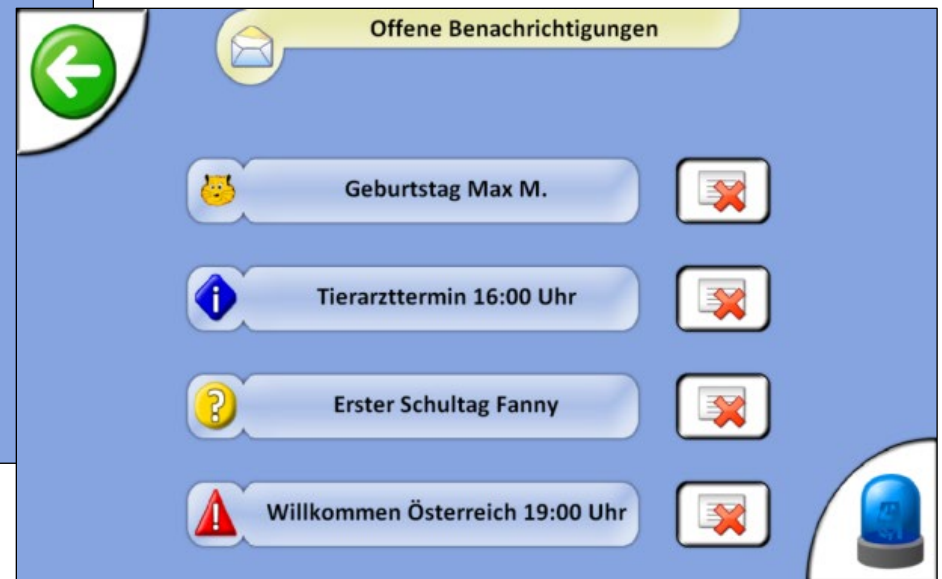 Offene Benachrichtigungen
Geburtstag Max M.
Tierarzttermin 16:00 Uhr
Erster Schultag Fanny
Willkommen Österreich 19:00 Uhr